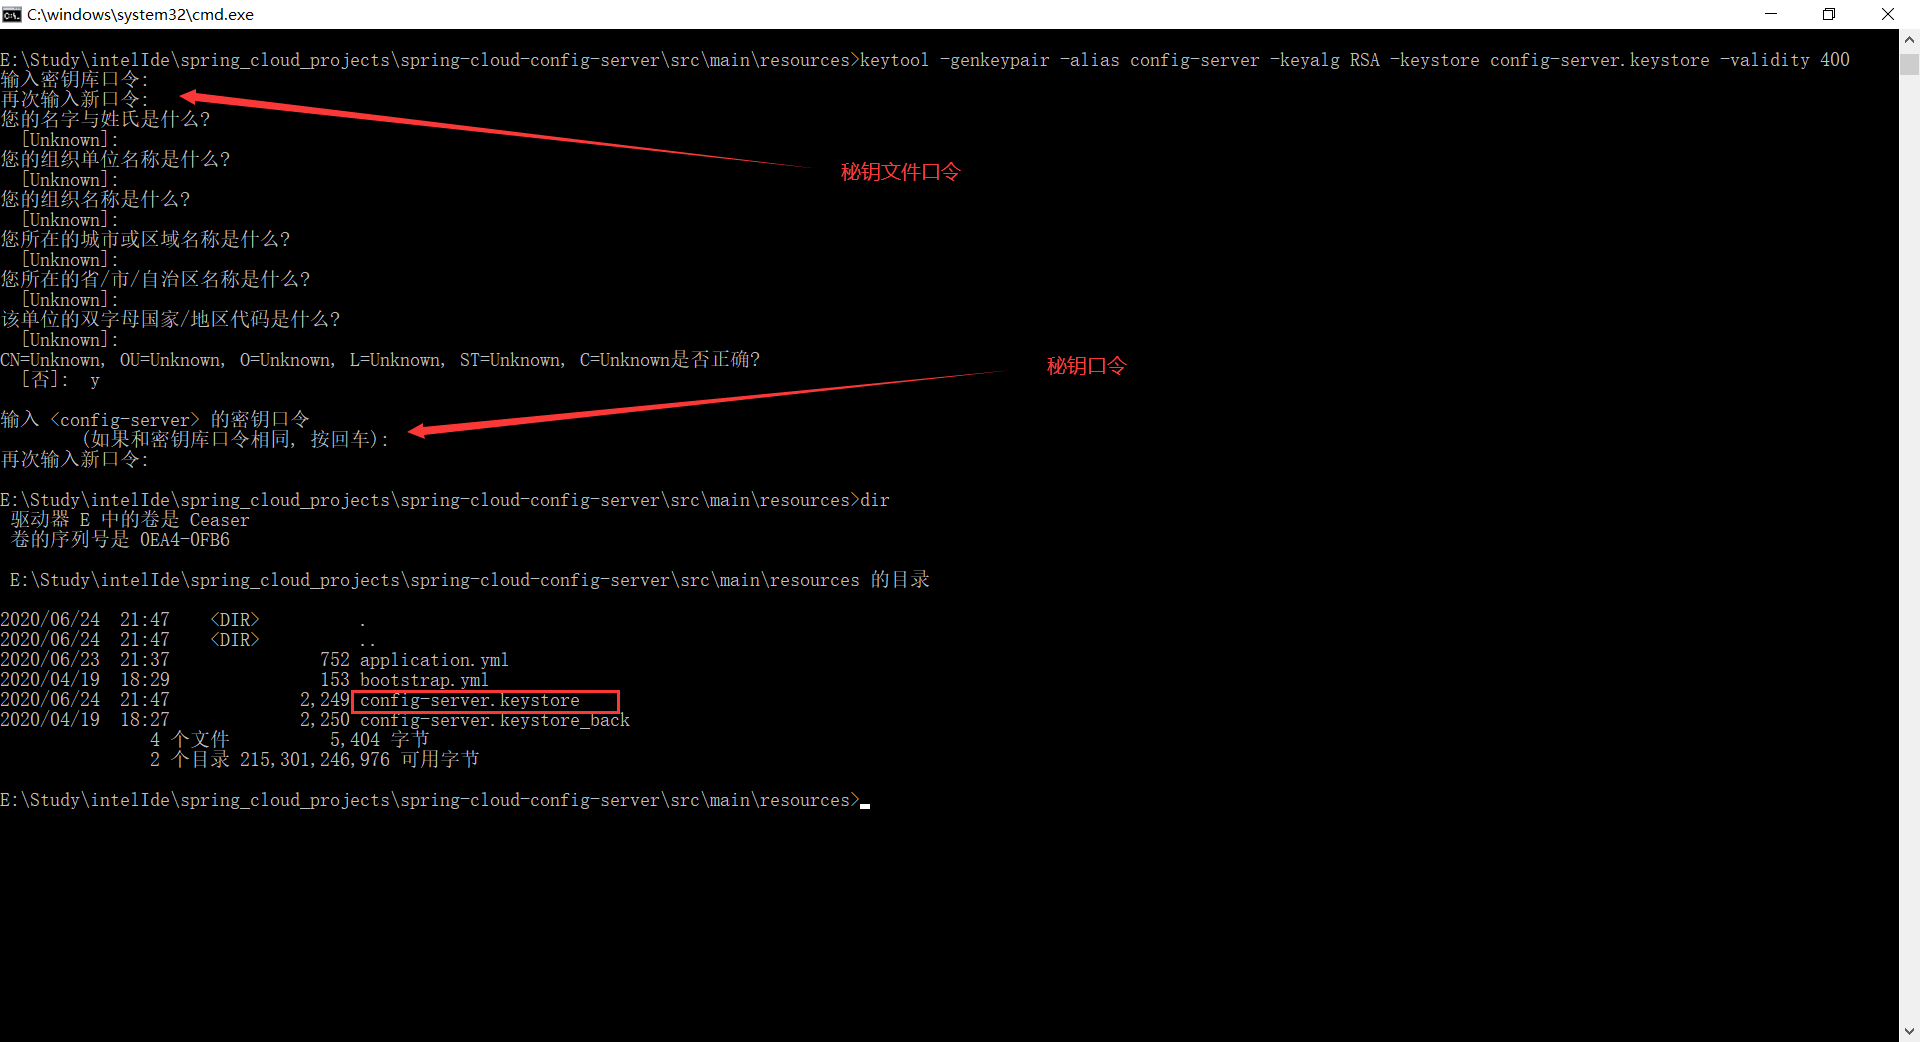 C:\windows\system32\cmd.exe
E:\Study\intelIde\spring_cloud_projects\spring-cloud-config-server\src\main\resources>keytool -genkeypair -alias config-server -keyalg RSA -keystore config-server.keystore -validity 400
输入密钥库口令:
再次输入新口令:
您的名字与姓氏是什么?
[Unknown]:
您的组织单位名称是什么?
秘钥文件口令
[Unknown]:
您的组织名称是什么?
[Unknown]:
您所在的城市或区域名称是什么?
[Unknown]:
您所在的省/市/自治区名称是什么?
[Unknown]:
该单位的双字母国家/地区代码是什么?
[Unknown]:
CN=Unknown, OU=Unknown, O=Unknown, L=Unknown, ST=Unknown, C=Unknown是否正确?
秘钥口令
[否]: y
输入 <config-server> 的密钥口令
(如果和密钥库口令相同, 按回车):
再次输入新口令:
E:\Study\intelIde\spring_cloud_projects\spring-cloud-config-server\src\main\resources>dir
驱动器 E 中的卷是 Ceaser
卷的序列号是 0EA4-0FB6
E:\Study\intelIde\spring_cloud_projects\spring-cloud-config-server\src\main\resources 的目录
2020/06/24 21:47 <DIR> .
2020/06/24 21:47 <DIR> ..
2020/06/23 21:37 752 application.yml
2020/04/19 18:29 153 bootstrap.yml
2020/06/24 21:47 2,249 config-server.keystore
2020/04/19 18:27 2,250 config-server.keystore_back
4 个文件 5,404 字节
2 个目录 215,301,246,976 可用字节
E:\Study\intelIde\spring_cloud_projects\spring-cloud-config-server\src\main\resources>